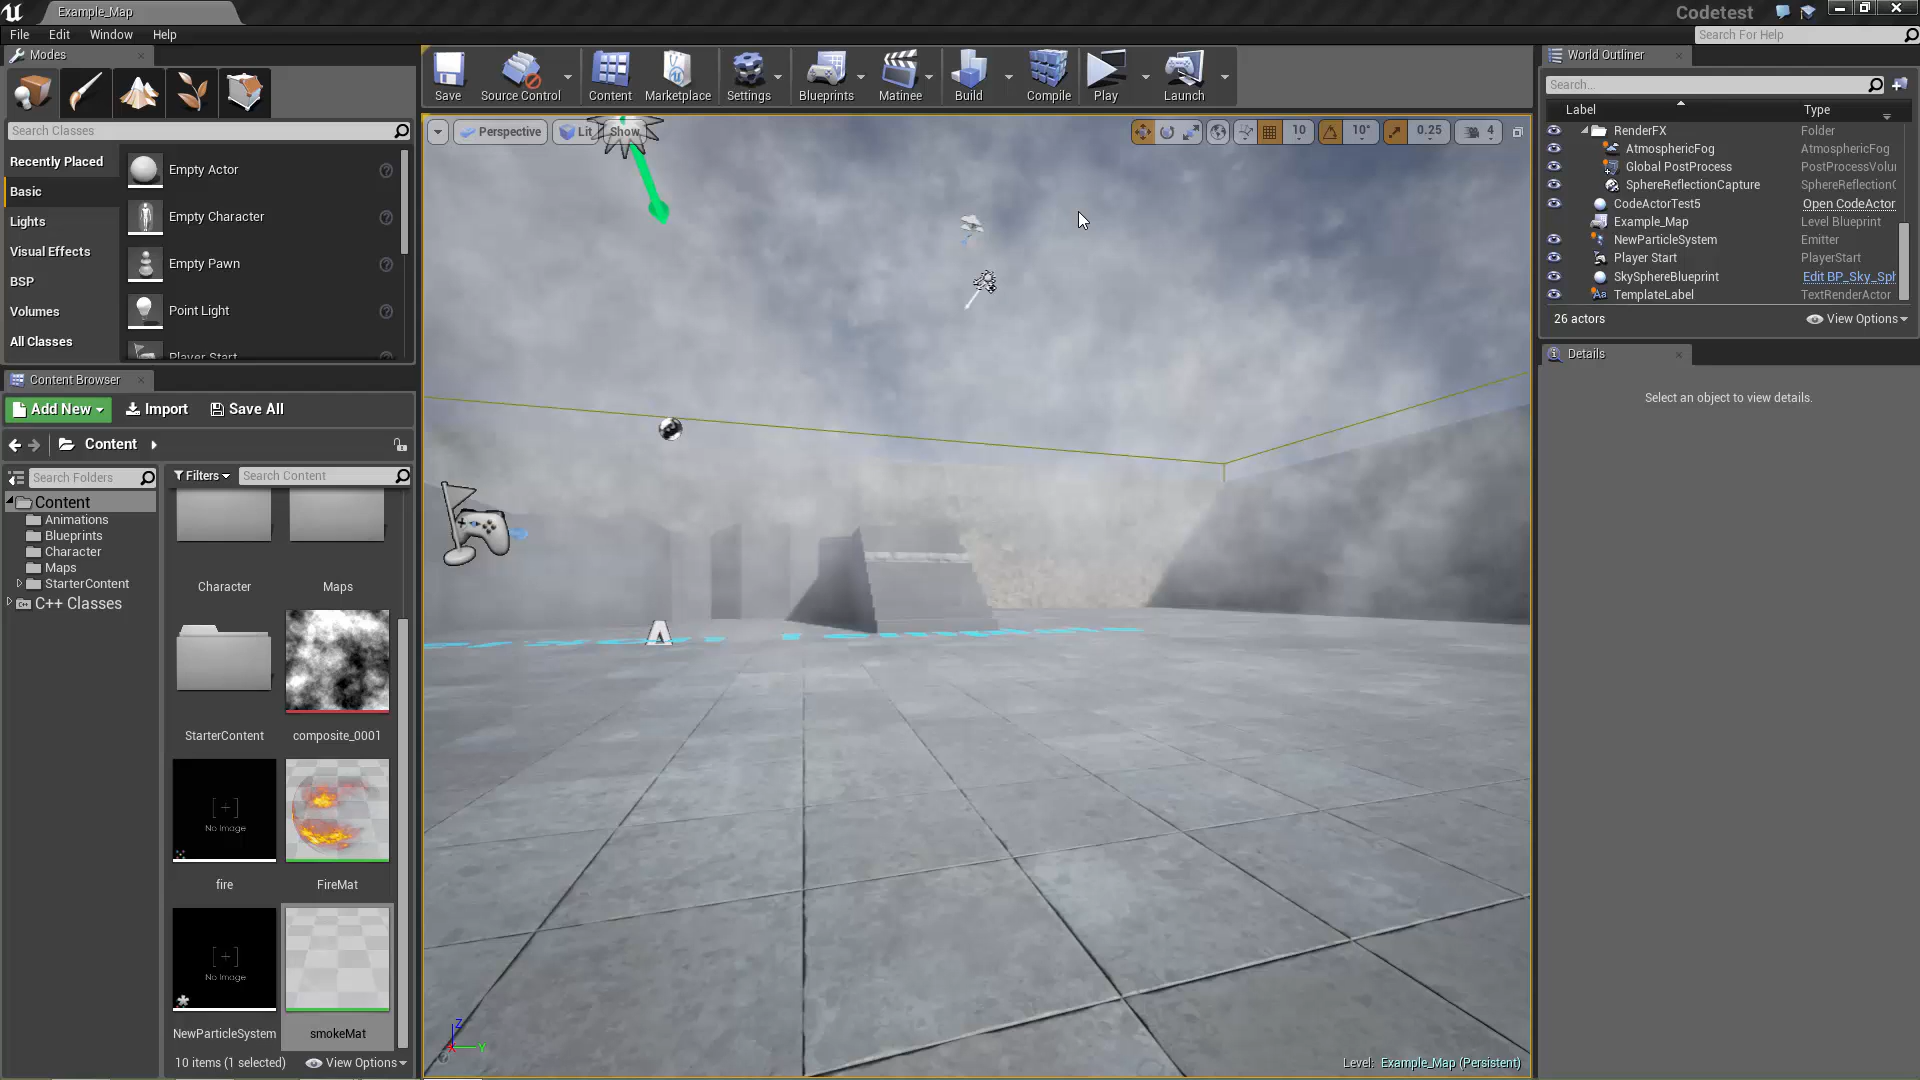 Example_Map
Codetest
File Edit Window Help
Search For Help
Modes
Search Classes
Recently Placed
Basic
Lights
Visual Effects
BSP
Volumes
All Classes
Empty Actor
Empty Character
Empty Pawn
Point Light
Player Start
Save
Source Control
Content
Marketplace
Settings
Blueprints
Matinee
Build
Compile
Play
Launch
Perspective
Lit
Show
10
10°
0.25
4
World Outliner
Search...
Label Type
RenderFX Folder
AtmosphericFog AtmosphericFog
Global PostProcess PostProcessVolu
SphereReflectionCapture SphereReflectionC
CodeActorTest5 Open CodeActor
Example_Map Level Blueprint
NewParticleSystem Emitter
Player Start PlayerStart
SkySphereBlueprint Edit BP_Sky_Sph
TemplateLabel TextRenderActor
26 actors
View Options
Details
Select an object to view details.
Content Browser
Add New
Import
Save All
Content
Search Folders
Filters
Search Content
Content
Animations
Blueprints
Character
Maps
StarterContent
C++ Classes
Character
Maps
StarterContent
composite_0001
No Image
fire
FireMat
No Image
NewParticleSystem
smokeMat
10 items (1 selected)
View Options
Z
X
Y
Level: Example_Map (Persistent)